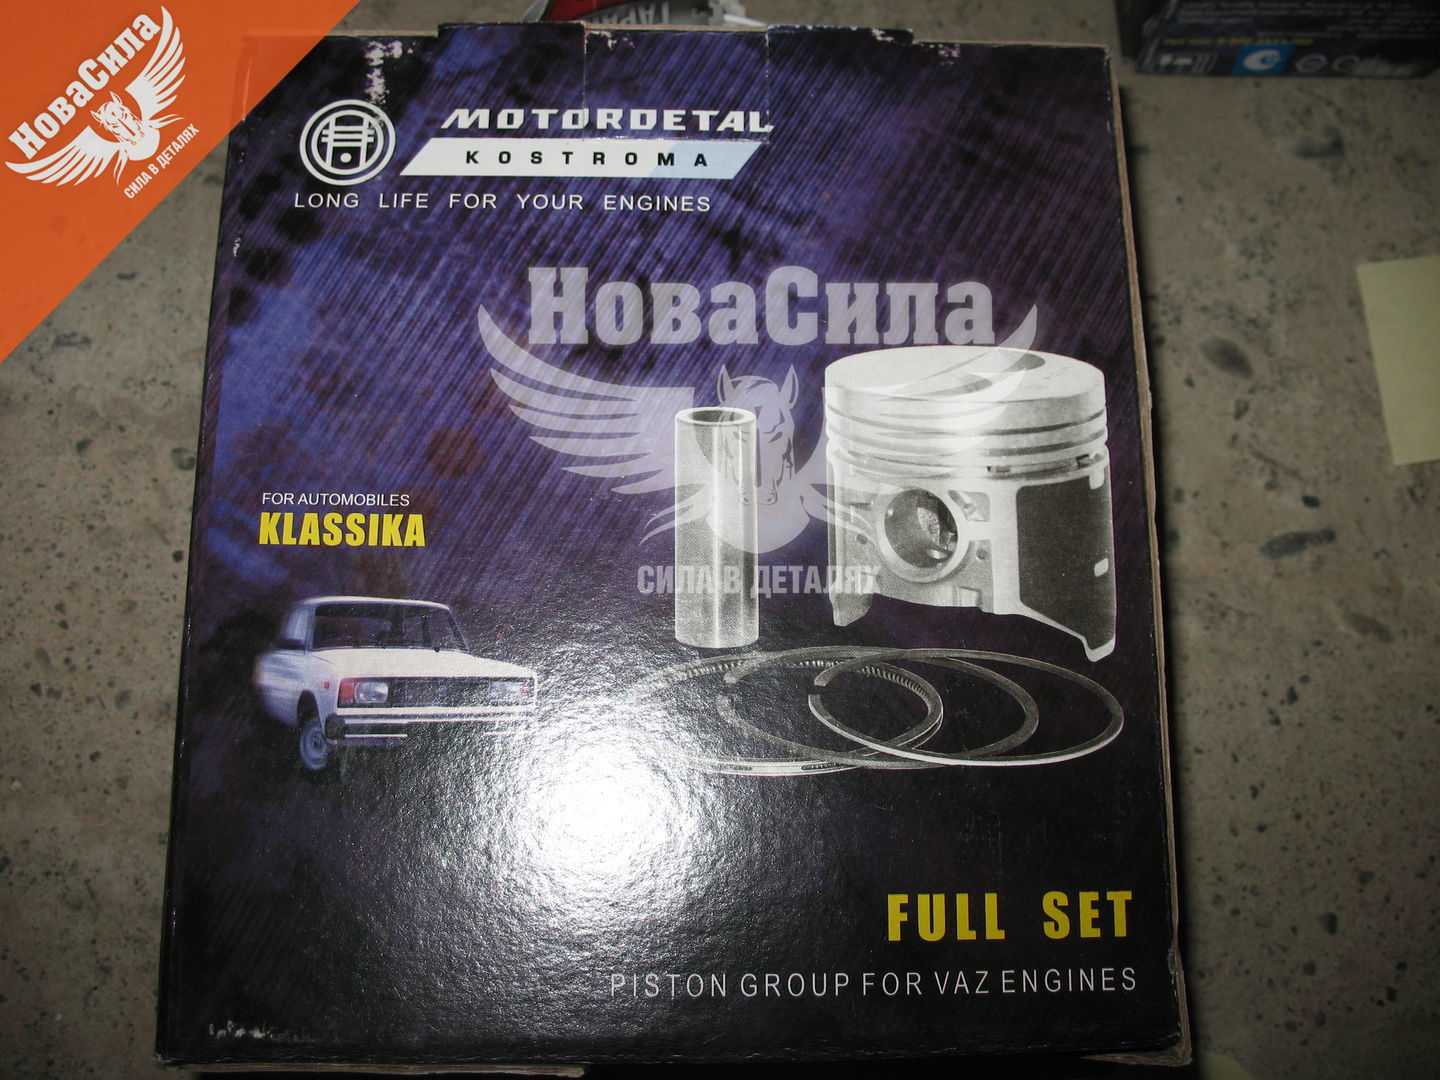 НоваСила
СИЛА В ДЕТАЛЯХ
MOTORDETAL
KOSTROMA
LONG LIFE FOR YOUR ENGINES
НоваСила
СИЛА В ДЕТАЛЯХ
FOR AUTOMOBILES
KLASSIKA
FULL SET
PISTON GROUP FOR VAZ ENGINES